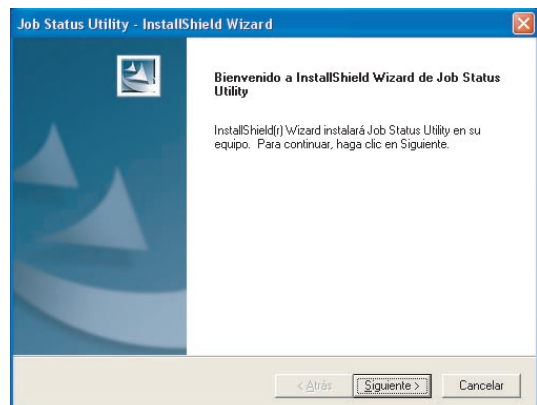 Job Status Utility - InstallShield Wizard
Bienvenido a InstallShield Wizard de Job Status
Utility
InstallShield(r) Wizard instalará Job Status Utility en su
equipo. Para continuar, haga clic en Siguiente.
< Atrás
Siguiente >
Cancelar